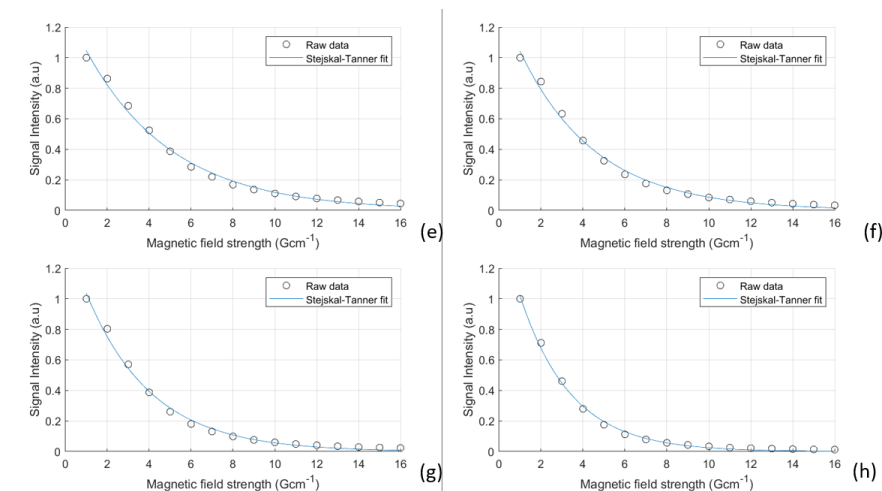 1.2
1
0.8
0.6
0.4
0.2
0
0 2 4 6 8 10 12 14 16
Signal Intensity (a.u)
Magnetic field strength (Gcm-1)
Raw data
Stejskal-Tanner fit
(e)
1.2
1
0.8
0.6
0.4
0.2
0
0 2 4 6 8 10 12 14 16
Signal Intensity (a.u)
Magnetic field strength (Gcm-1)
Raw data
Stejskal-Tanner fit
(f)
1.2
1
0.8
0.6
0.4
0.2
0
0 2 4 6 8 10 12 14 16
Signal Intensity (a.u)
Magnetic field strength (Gcm-1)
Raw data
Stejskal-Tanner fit
(g)
1.2
1
0.8
0.6
0.4
0.2
0
0 2 4 6 8 10 12 14 16
Signal Intensity (a.u)
Magnetic field strength (Gcm-1)
Raw data
Stejskal-Tanner fit
(h)